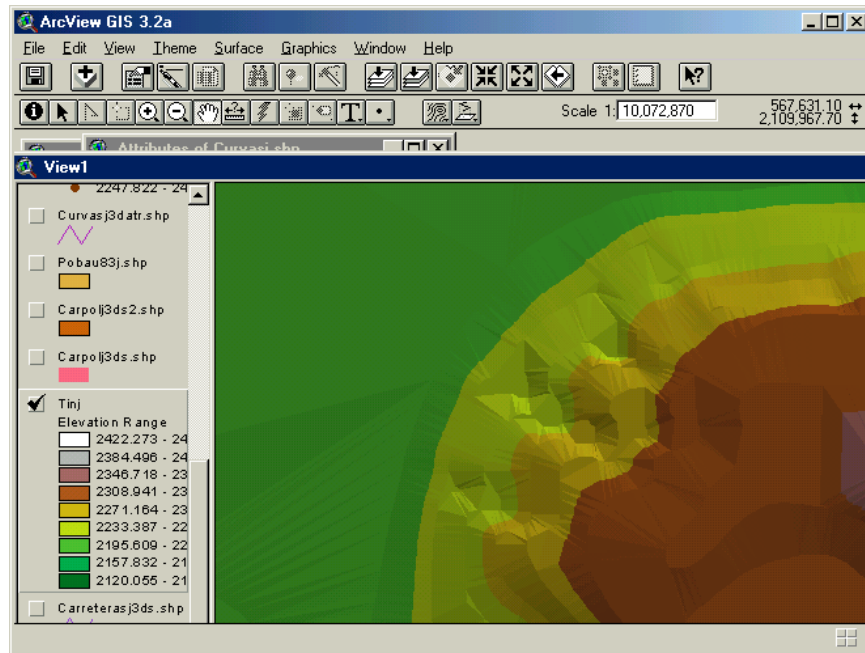 ArcView GIS 3.2a
File Edit View Theme Surface Graphics Window Help
Scale 1: 10,072,870
567,631.10
2,109,967.70
Attributes of Curvasj.shp
View1
2247.822 - 24
Curvasj3datr.shp
Pobau83j.shp
Carpolj3ds2.shp
Carpolj3ds.shp
Tinj
Elevation Range
2422.273 - 24
2384.496 - 24
2346.718 - 23
2308.941 - 23
2271.164 - 23
2233.387 - 22
2195.609 - 22
2157.832 - 21
2120.055 - 21
Carreterasj3ds.shp